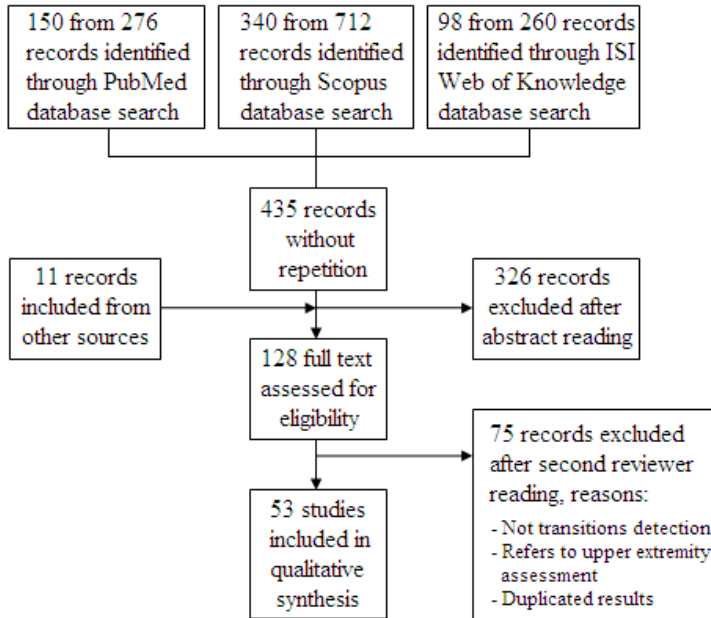 150 from 276
records identified
through PubMed
database search
340 from 712
records identified
through Scopus
database search
98 from 260 records
identified through ISI
Web of Knowledge
database search
435 records
without
repetition
11 records
included from
other sources
326 records
excluded after
abstract reading
128 full text
assessed for
eligibility
75 records excluded
after second reviewer
reading, reasons:
- Not transitions detection
- Refers to upper extremity
assessment
- Duplicated results
53 studies
included in
qualitative
synthesis